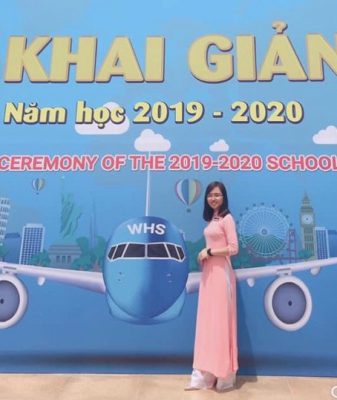 KHAI GIẢN
Năm học 2019 - 2020
CEREMONY OF THE 2019-2020 SCHOOL
WHS